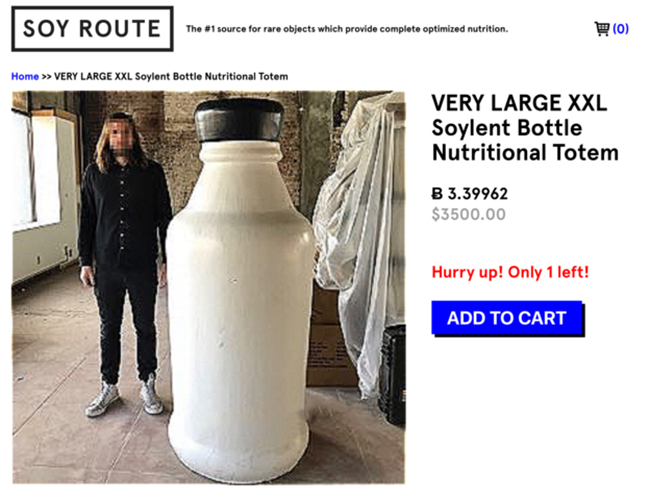 SOY ROUTE
The #1 source for rare objects which provide complete optimized nutrition.
(0)
Home >> VERY LARGE XXL Soylent Bottle Nutritional Totem
VERY LARGE XXL
Soylent Bottle
Nutritional Totem
Ƀ 3.39962
$3500.00
Hurry up! Only 1 left!
ADD TO CART